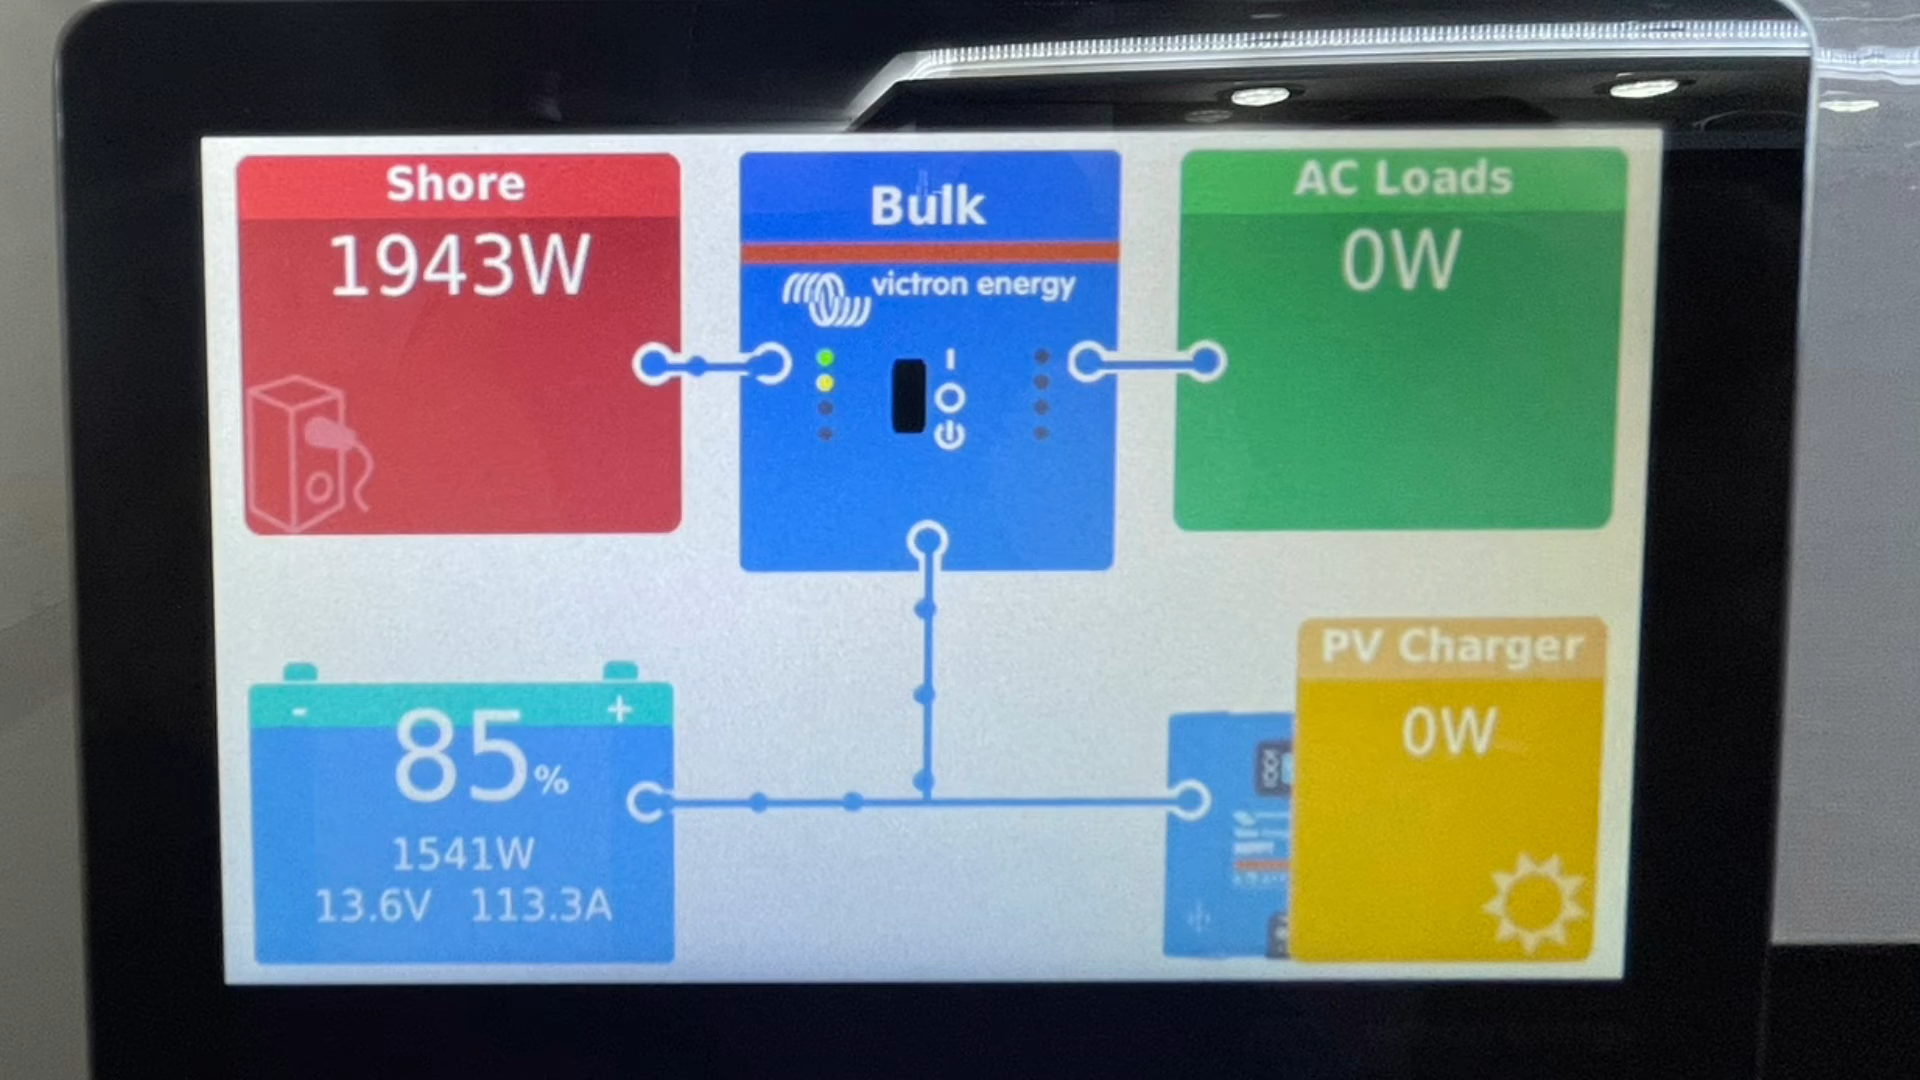 Shore
1943W
Bulk
victron energy
AC Loads
0W
- +
85%
1541W
13.6V 113.3A
PV Charger
0W